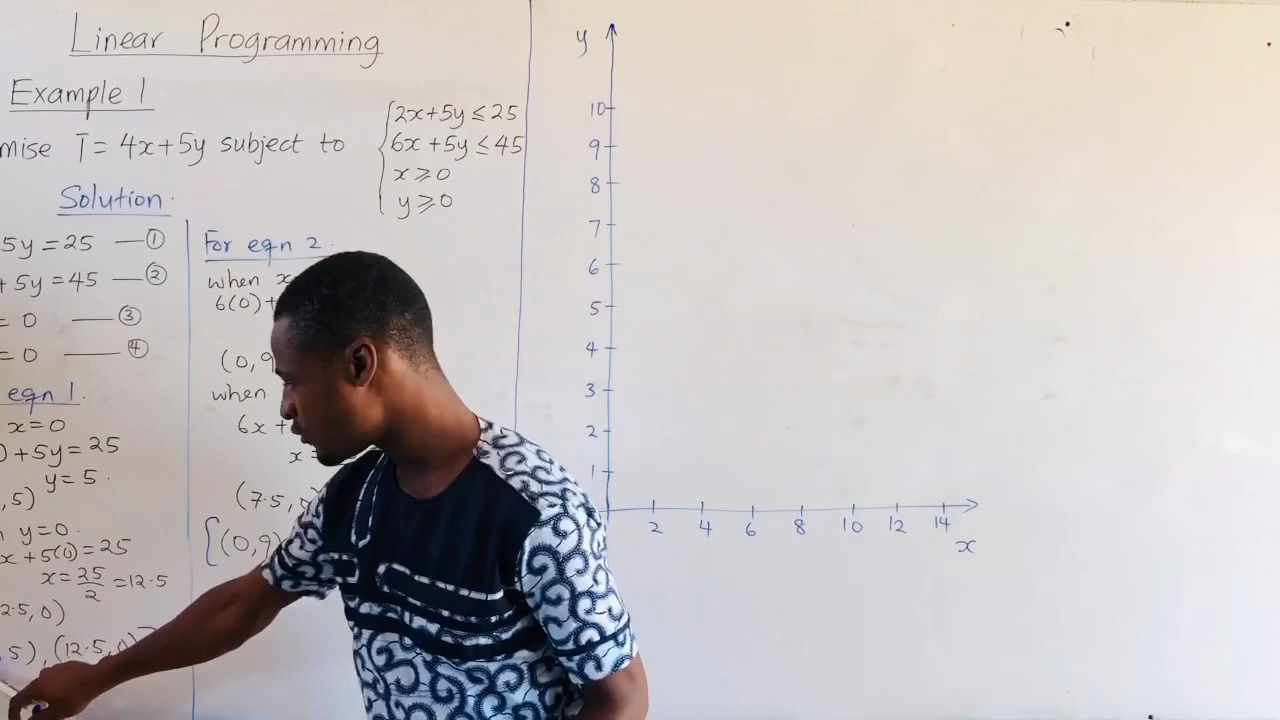 Linear Programming
Example 1
mise T = 4x+5y subject to
2x+5y ≤ 25
6x+5y ≤ 45
x ≥ 0
y ≥ 0
Solution.
5y = 25 — ①
+ 5y = 45 — ②
= 0 — ③
= 0 — ④
eqn 1.
x=0
+5y = 25
y = 5.
,5)
y=0.
x + 5(0) = 25
x = 25/2 = 12.5
2.5, 0)
,5), (12.5, 0)
For eqn 2.
when x
6(0)+
(0,9
when
6x +
x=
(7.5, 0
{(0,9)
y
10
9
8
7
6
5
4
3
2
1
2 4 6 8 10 12 14
x